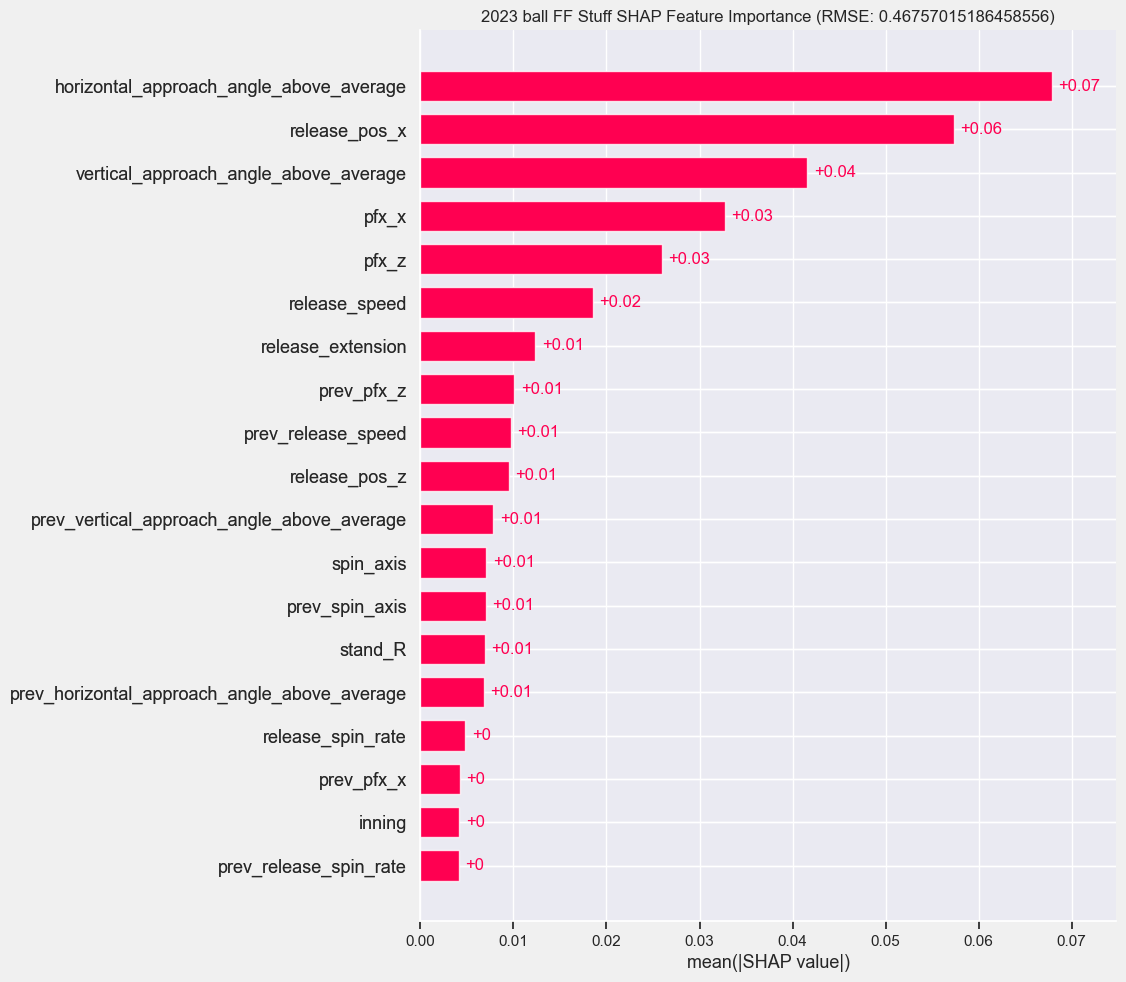 2023 ball FF Stuff SHAP Feature Importance (RMSE: 0.46757015186458556)
horizontal_approach_angle_above_average +0.07
release_pos_x +0.06
vertical_approach_angle_above_average +0.04
pfx_x +0.03
pfx_z +0.03
release_speed +0.02
release_extension +0.01
prev_pfx_z +0.01
prev_release_speed +0.01
release_pos_z +0.01
prev_vertical_approach_angle_above_average +0.01
spin_axis +0.01
prev_spin_axis +0.01
stand_R +0.01
prev_horizontal_approach_angle_above_average +0.01
release_spin_rate +0
prev_pfx_x +0
inning +0
prev_release_spin_rate +0
0.00 0.01 0.02 0.03 0.04 0.05 0.06 0.07
mean(|SHAP value|)